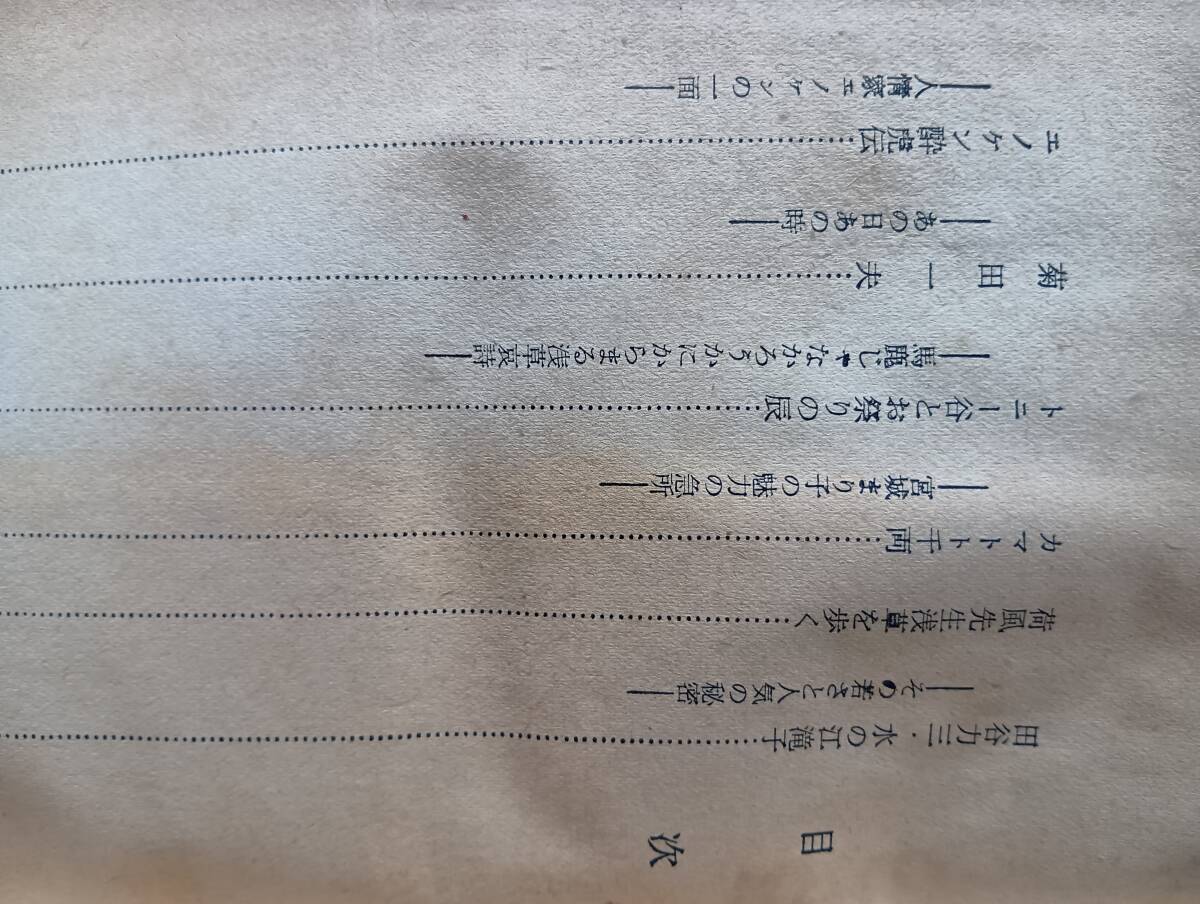 目次
田谷力三・水の江滝子
――その若さと人気の秘密――
荷風先生浅草を歩く
カマトト千両
――宮城まり子の魅力の急所――
トニー谷とお祭りの辰
――馬鹿じゃなかろうかにからまる浅草哀詩――
菊田一夫
――あの日あの時――
エノケン酔虎伝
――人情家エノケンの一面――